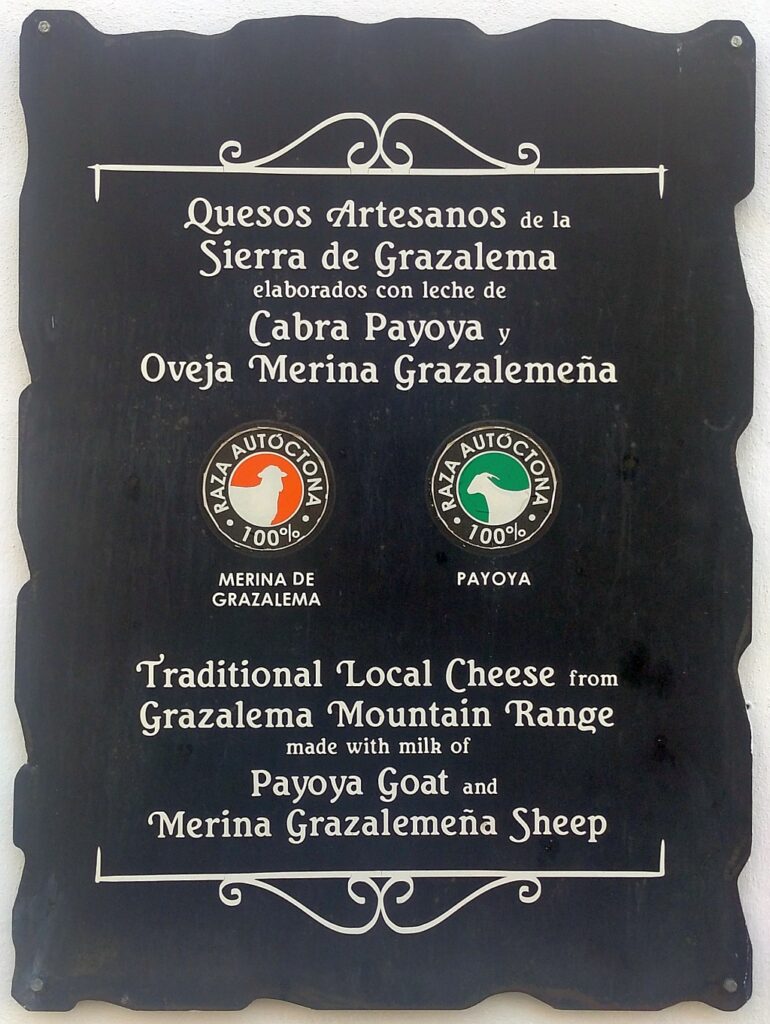 Quesos Artesanos de la
Sierra de Grazalema
elaborados con leche de
Cabra Payoya y
Oveja Merina Grazalemeña
RAZA AUTÓCTONA
100%
MERINA DE
GRAZALEMA
RAZA AUTÓCTONA
100%
PAYOYA
Traditional Local Cheese from
Grazalema Mountain Range
made with milk of
Payoya Goat and
Merina Grazalemeña Sheep